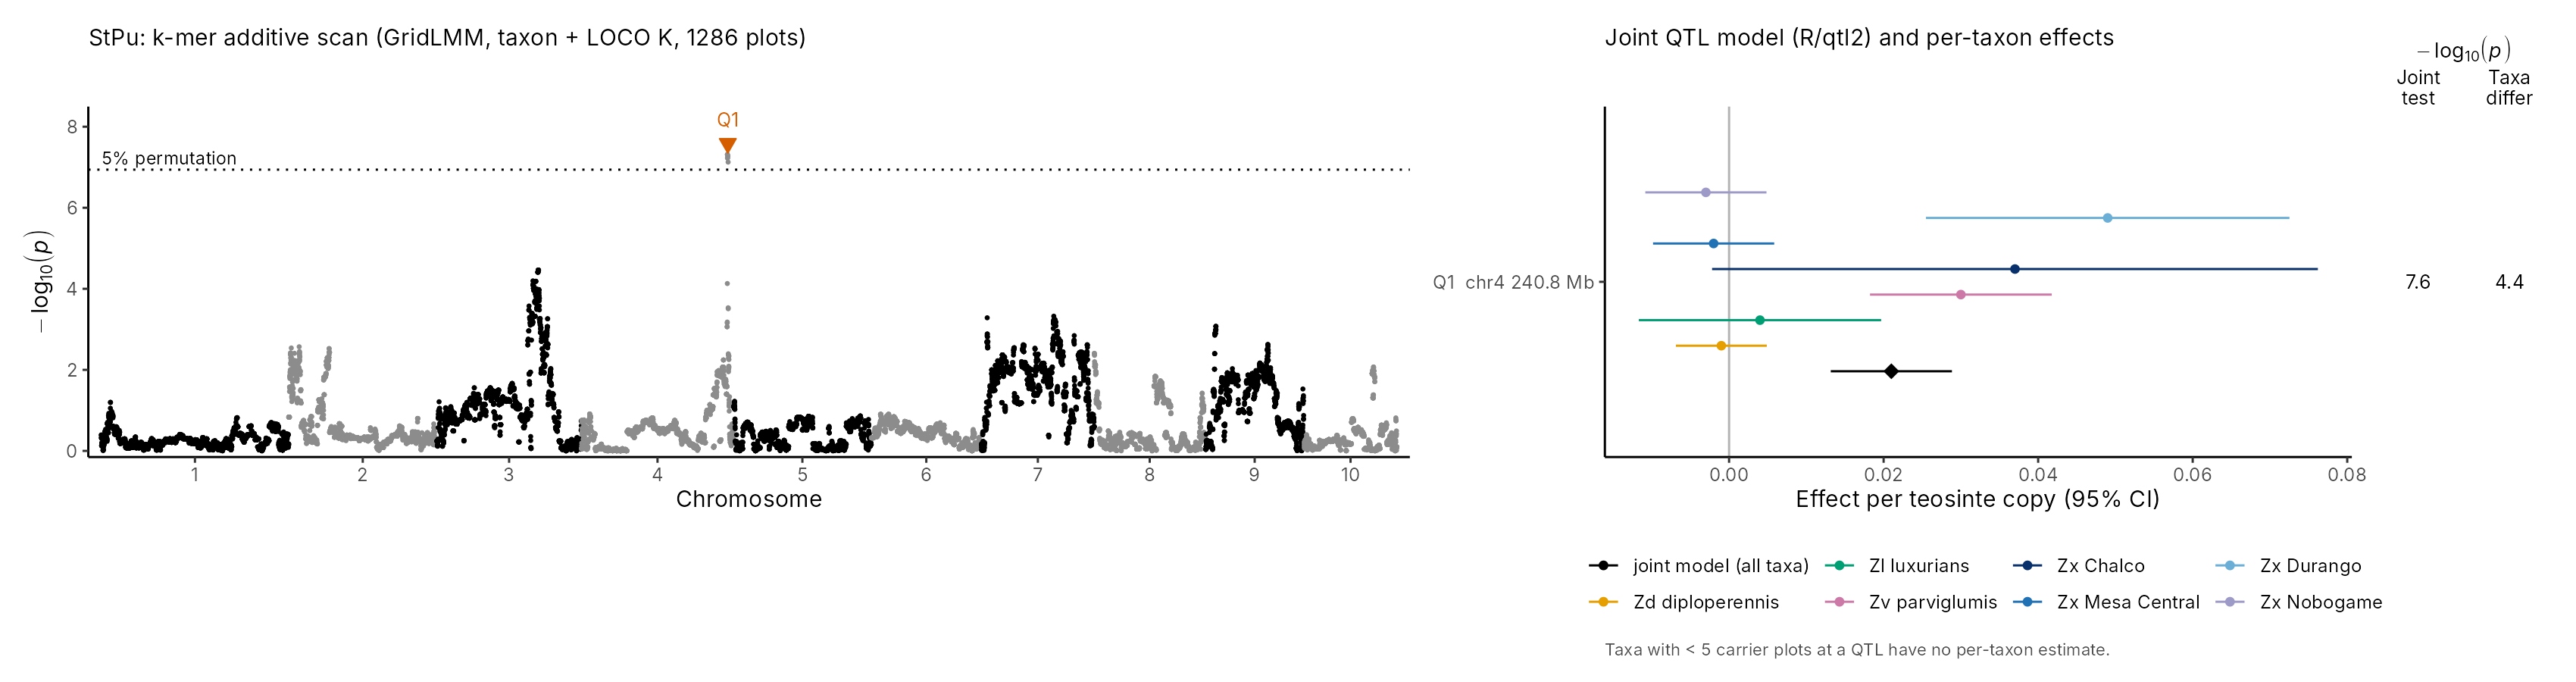 StPu: k-mer additive scan (GridLMM, taxon + LOCO K, 1286 plots)
Q1
5% permutation
8
6
4
2
0
− log10(p)
1 2 3 4 5 6 7 8 9 10
Chromosome
Joint QTL model (R/qtl2) and per-taxon effects
− log10(p)
Joint test
Taxa differ
Q1 chr4 240.8 Mb
7.6 4.4
0.00 0.02 0.04 0.06 0.08
Effect per teosinte copy (95% CI)
joint model (all taxa) Zl luxurians Zx Chalco Zx Durango
Zd diploperennis Zv parviglumis Zx Mesa Central Zx Nobogame
Taxa with < 5 carrier plots at a QTL have no per-taxon estimate.